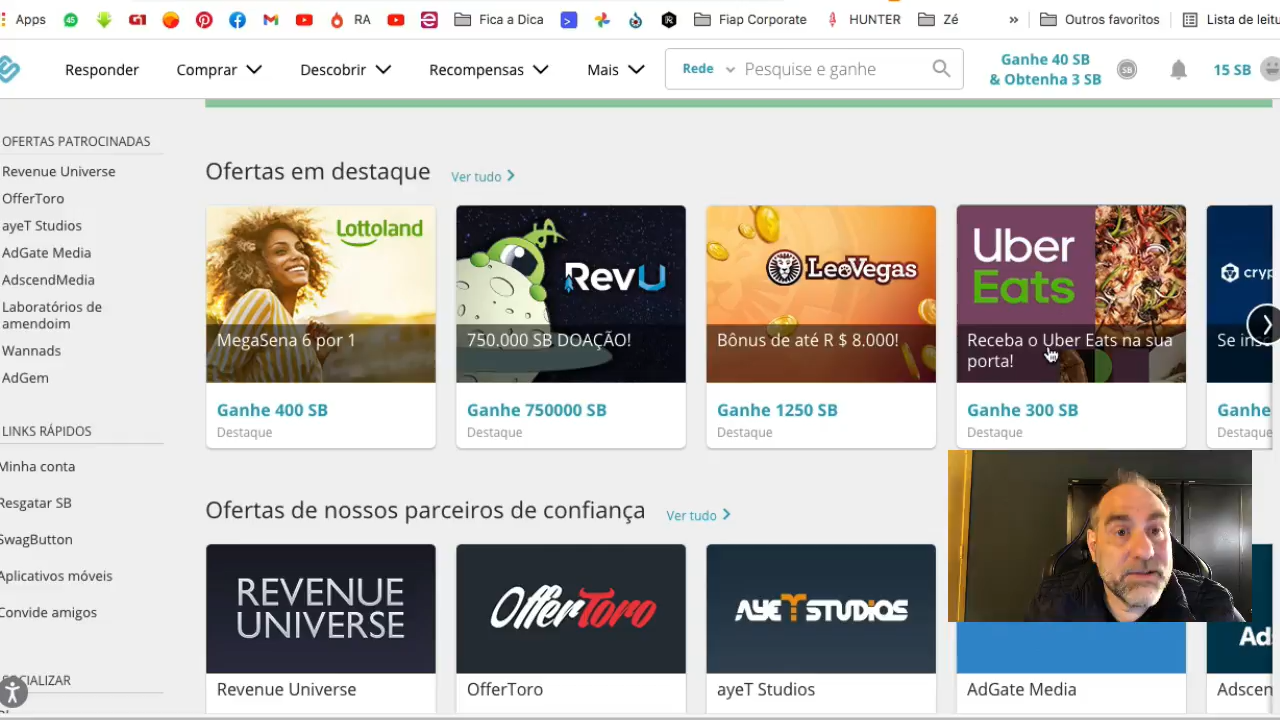 Apps
45
G1
RA
Fica a Dica
Fiap Corporate
HUNTER
Zé
»
Outros favoritos
Lista de leitu
Responder
Comprar
Descobrir
Recompensas
Mais
Rede
Pesquise e ganhe
Ganhe 40 SB
& Obtenha 3 SB
SB
15 SB
OFERTAS PATROCINADAS
Revenue Universe
OfferToro
ayeT Studios
AdGate Media
AdscendMedia
Laboratórios de
amendoim
Wannads
AdGem
LINKS RÁPIDOS
Minha conta
Resgatar SB
SwagButton
Aplicativos móveis
Convide amigos
SOCIALIZAR
Ofertas em destaque
Ver tudo
Lottoland
MegaSena 6 por 1
Ganhe 400 SB
Destaque
RevU
750.000 SB DOAÇÃO!
Ganhe 750000 SB
Destaque
LeoVegas
Bônus de até R $ 8.000!
Ganhe 1250 SB
Destaque
Uber
Eats
Receba o Uber Eats na sua
porta!
Ganhe 300 SB
Destaque
cryp
Se ins
Ganhe
Destaque
Ofertas de nossos parceiros de confiança
Ver tudo
REVENUE
UNIVERSE
Revenue Universe
OfferToro
OfferToro
AYET STUDIOS
ayeT Studios
AdGate Media
Ads
Adscen